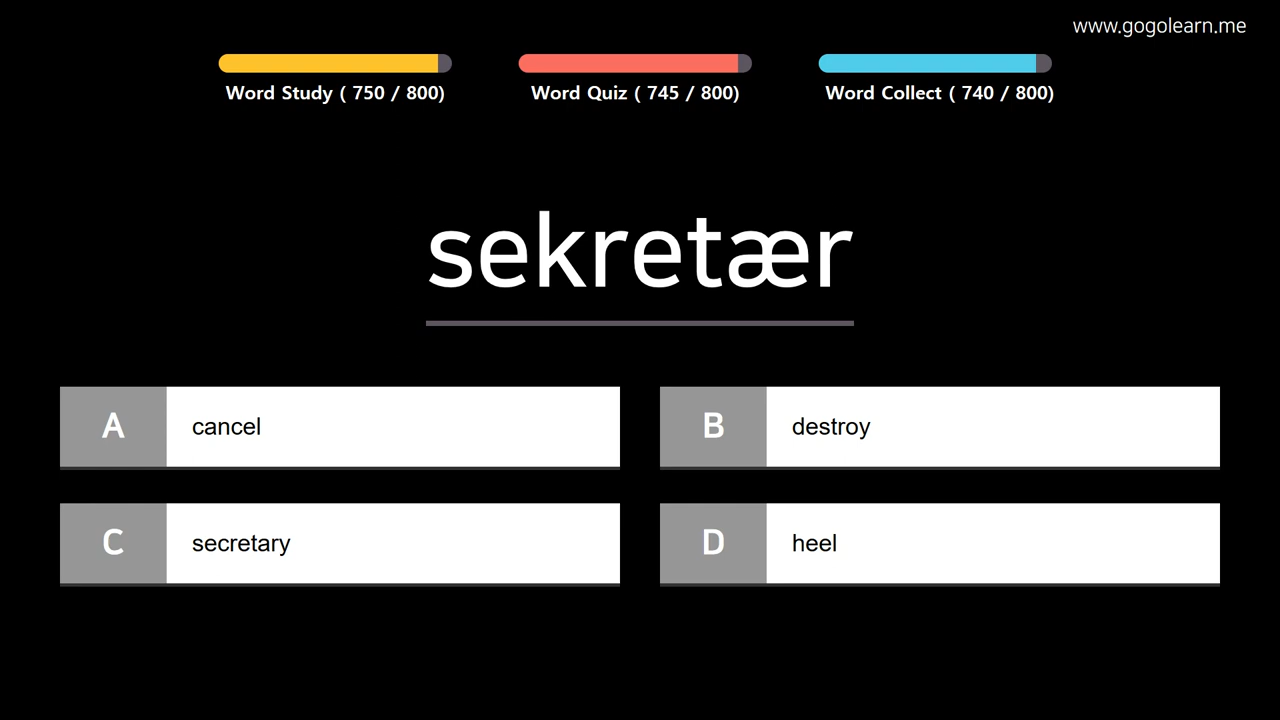 www.gogolearn.me
Word Study ( 750 / 800)
Word Quiz ( 745 / 800)
Word Collect ( 740 / 800)
sekretær
A cancel
B destroy
C secretary
D heel